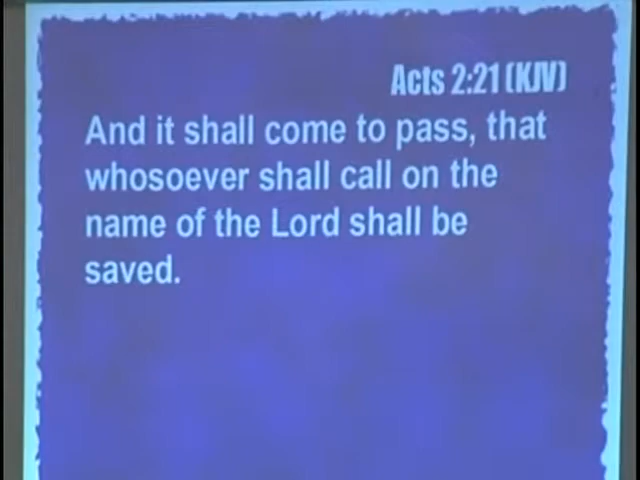 Acts 2:21 (KJV)
And it shall come to pass, that
whosoever shall call on the
name of the Lord shall be
saved.